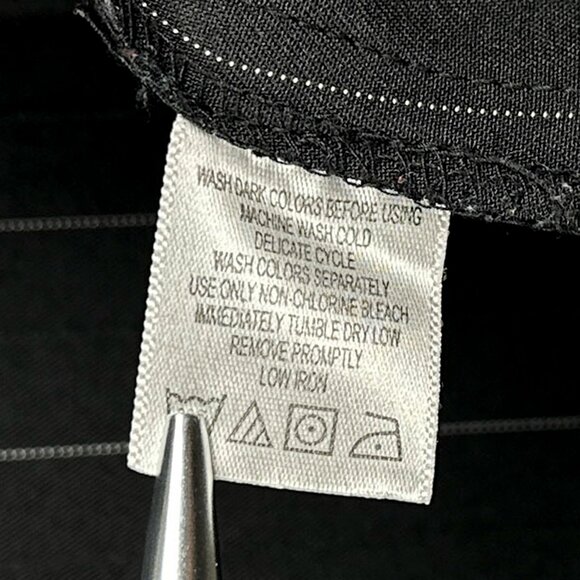 WASH DARK COLORS BEFORE USING
MACHINE WASH COLD
DELICATE CYCLE
WASH COLORS SEPARATELY
USE ONLY NON-CHLORINE BLEACH
IMMEDIATELY TUMBLE DRY LOW
REMOVE PROMPTLY
LOW IRON